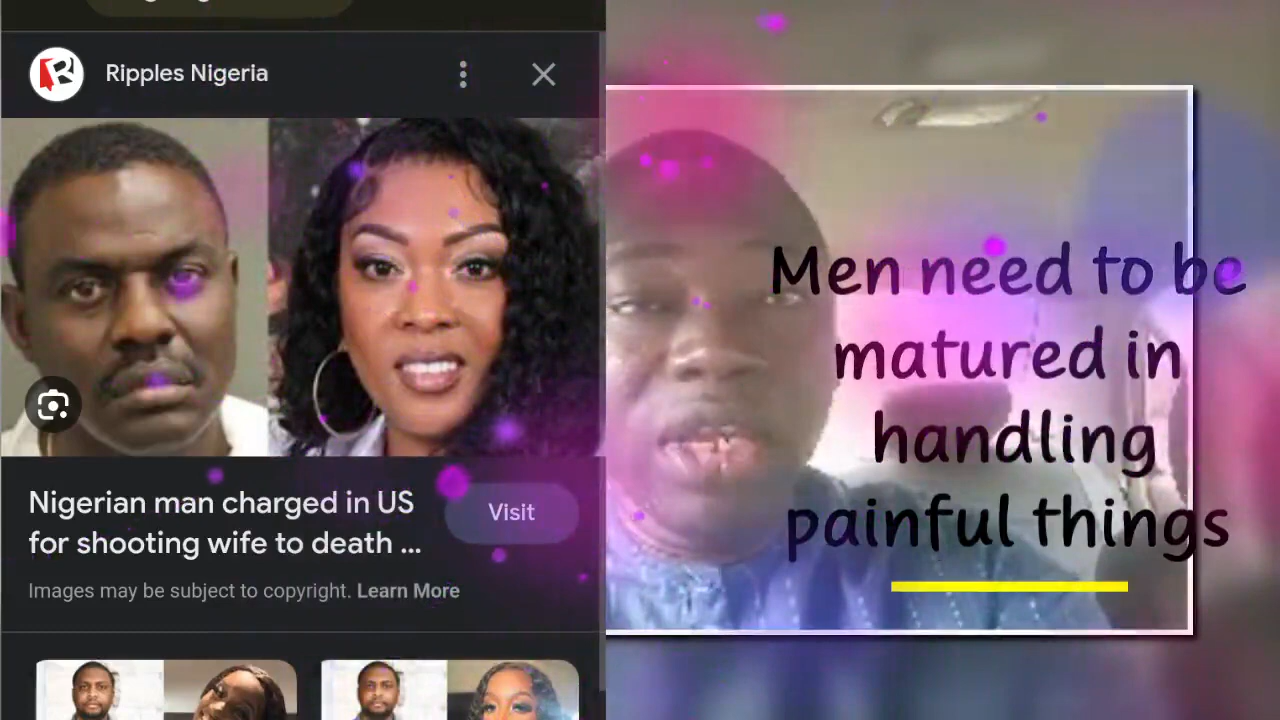 Ripples Nigeria
Nigerian man charged in US
for shooting wife to death ...
Visit
Images may be subject to copyright. Learn More
Men need to be
matured in
handling
painful things